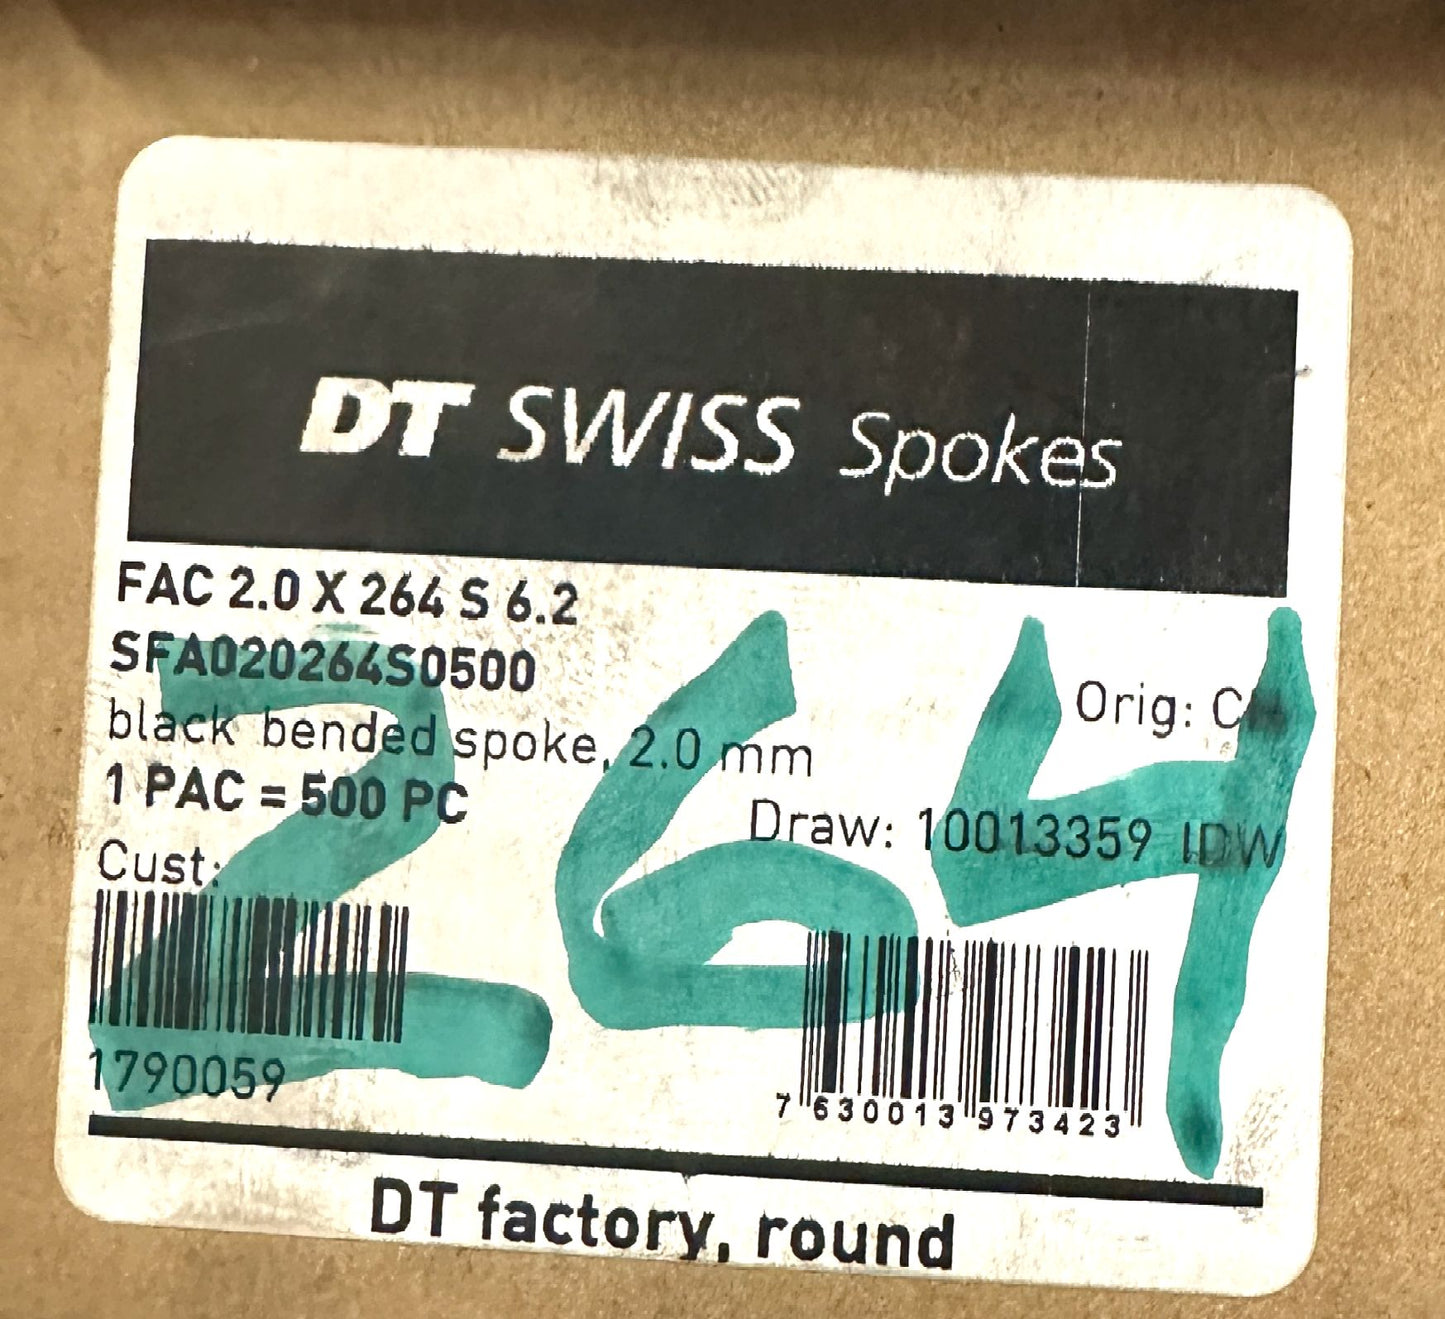 DT SWISS Spokes
FAC 2.0 X 264 S 6.2
SFA020264S0500
black bended spoke, 2.0 mm
Orig:
1 PAC = 500 PC
Draw: 10013359 IDW
Cust:
264
1790059
7 630013 973423
DT factory, round